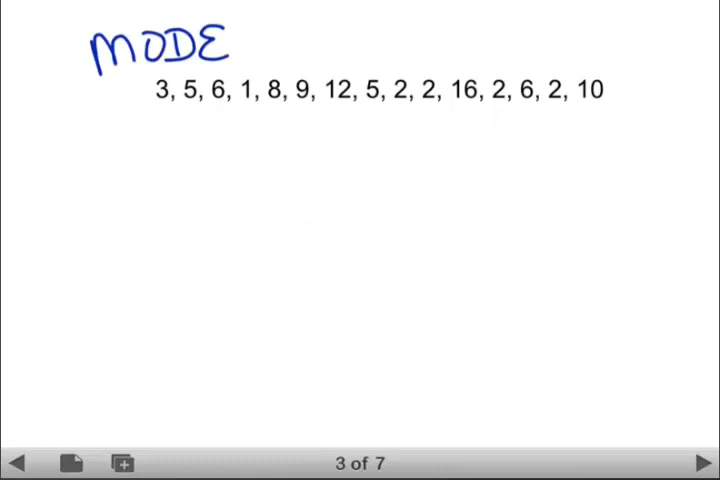 MODE
3, 5, 6, 1, 8, 9, 12, 5, 2, 2, 16, 2, 6, 2, 10
3 of 7